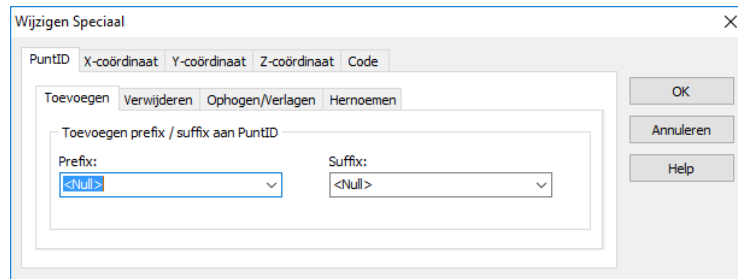 Wijzigen Speciaal
PuntID X-coördinaat Y-coördinaat Z-coördinaat Code
Toevoegen Verwijderen Ophogen/Verlagen Hernoemen
Toevoegen prefix / suffix aan PuntID
Prefix: Suffix:
<Null> <Null>
OK
Annuleren
Help